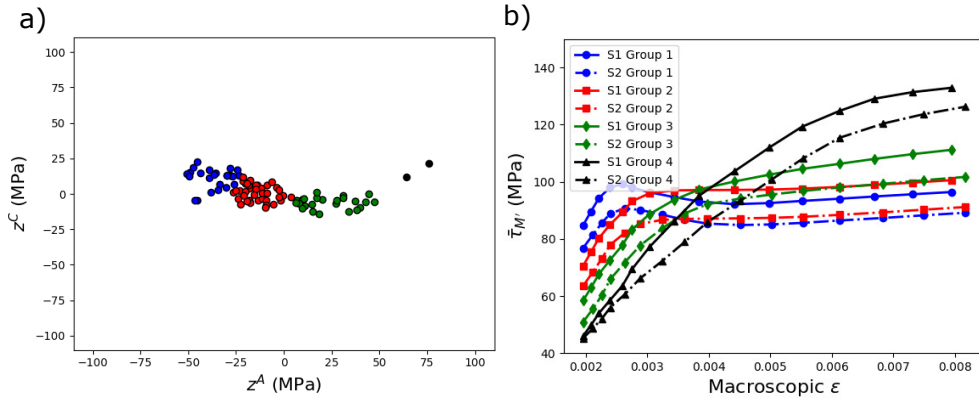 a)
100
75
50
25
0
−25
−50
−75
−100
z^C (MPa)
−100 −75 −50 −25 0 25 50 75 100
z^A (MPa)
b)
S1 Group 1
S2 Group 1
S1 Group 2
S2 Group 2
S1 Group 3
S2 Group 3
S1 Group 4
S2 Group 4
140
120
100
80
60
40
τ̄_M′ (MPa)
0.002 0.003 0.004 0.005 0.006 0.007 0.008
Macroscopic ε